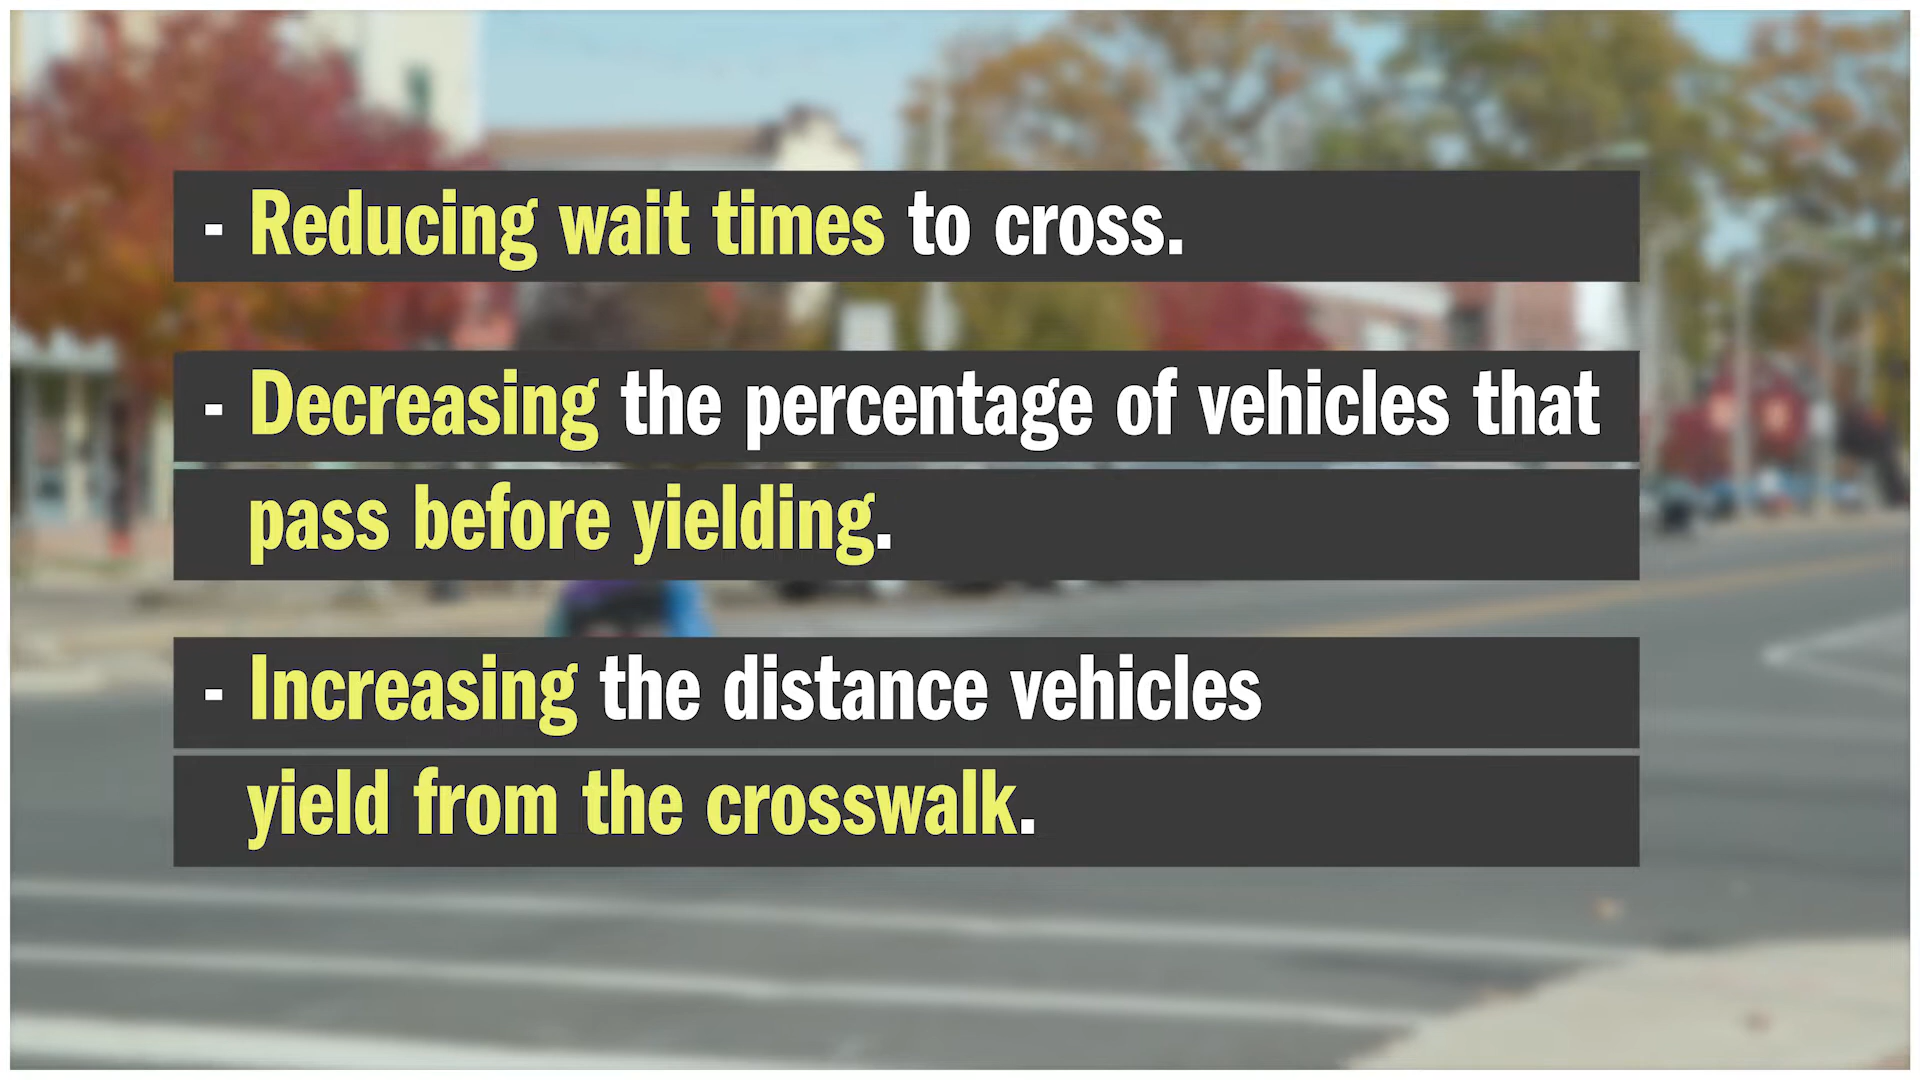 - Reducing wait times to cross.
- Decreasing the percentage of vehicles that
pass before yielding.
- Increasing the distance vehicles
yield from the crosswalk.